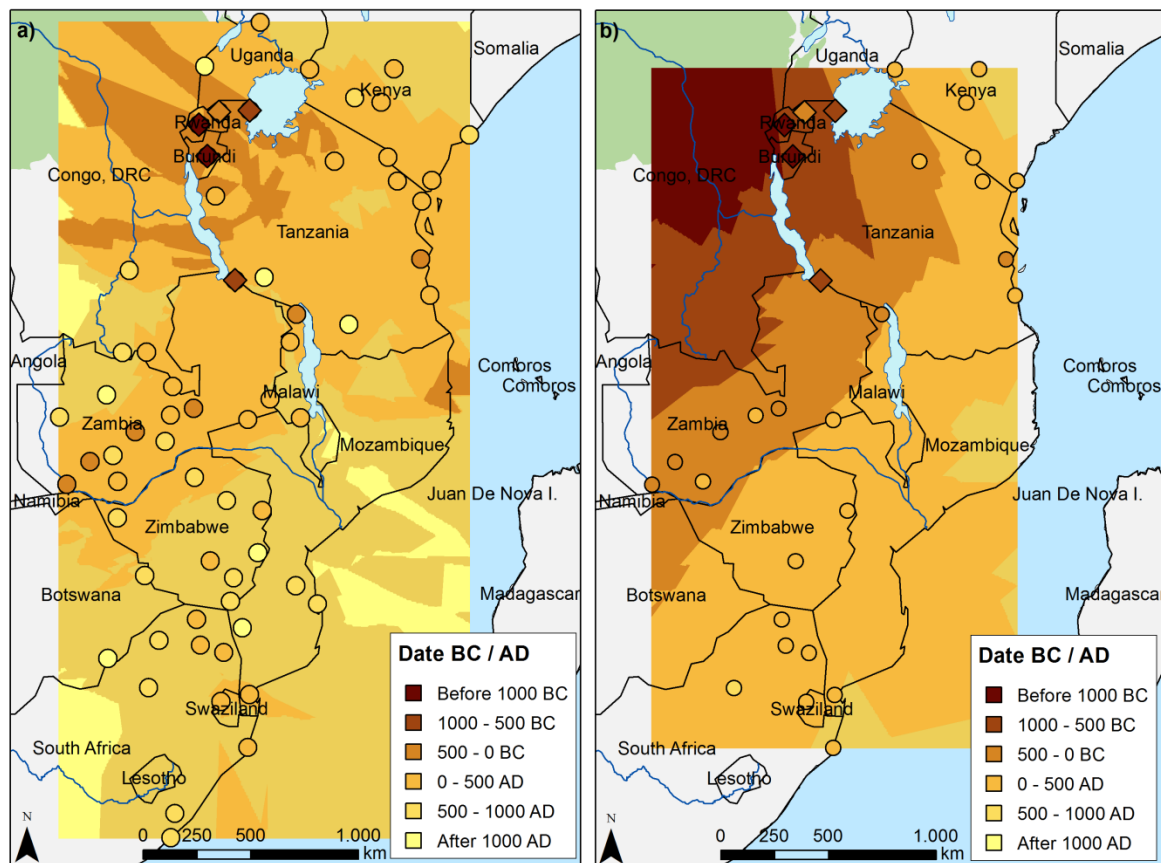 a)
Uganda
Somalia
Kenya
Rwanda
Burundi
Congo, DRC
Tanzania
Angola
Comoros
Comoros
Malawi
Zambia
Mozambique
Namibia
Juan De Nova I.
Zimbabwe
Botswana
Madagascar
Swaziland
South Africa
Lesotho
Date BC / AD
Before 1000 BC
1000 - 500 BC
500 - 0 BC
0 - 500 AD
500 - 1000 AD
After 1000 AD
N
0 250 500 1.000
km
b)
Uganda
Somalia
Kenya
Rwanda
Burundi
Congo, DRC
Tanzania
Angola
Comoros
Comoros
Malawi
Zambia
Mozambique
Namibia
Juan De Nova I.
Zimbabwe
Botswana
Madagascar
Swaziland
South Africa
Lesotho
Date BC / AD
Before 1000 BC
1000 - 500 BC
500 - 0 BC
0 - 500 AD
500 - 1000 AD
After 1000 AD
N
0 250 500 1.000
km